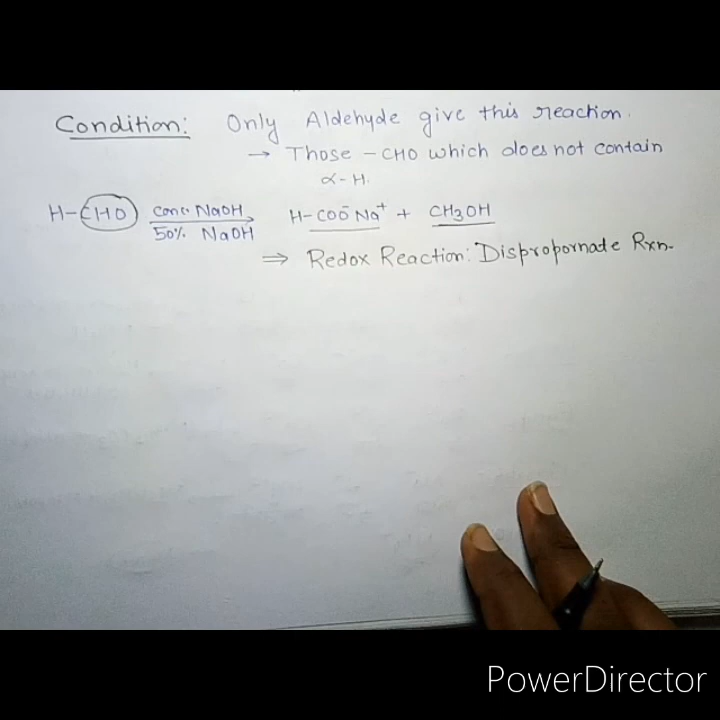 Condition: Only Aldehyde give this reaction.
→ Those - CHO which does not contain
α-H.
H-CHO conc. NaOH 50% NaOH → H-COO⁻Na⁺ + CH3OH
⇒ Redox Reaction: Dispropornate Rxn.
PowerDirector